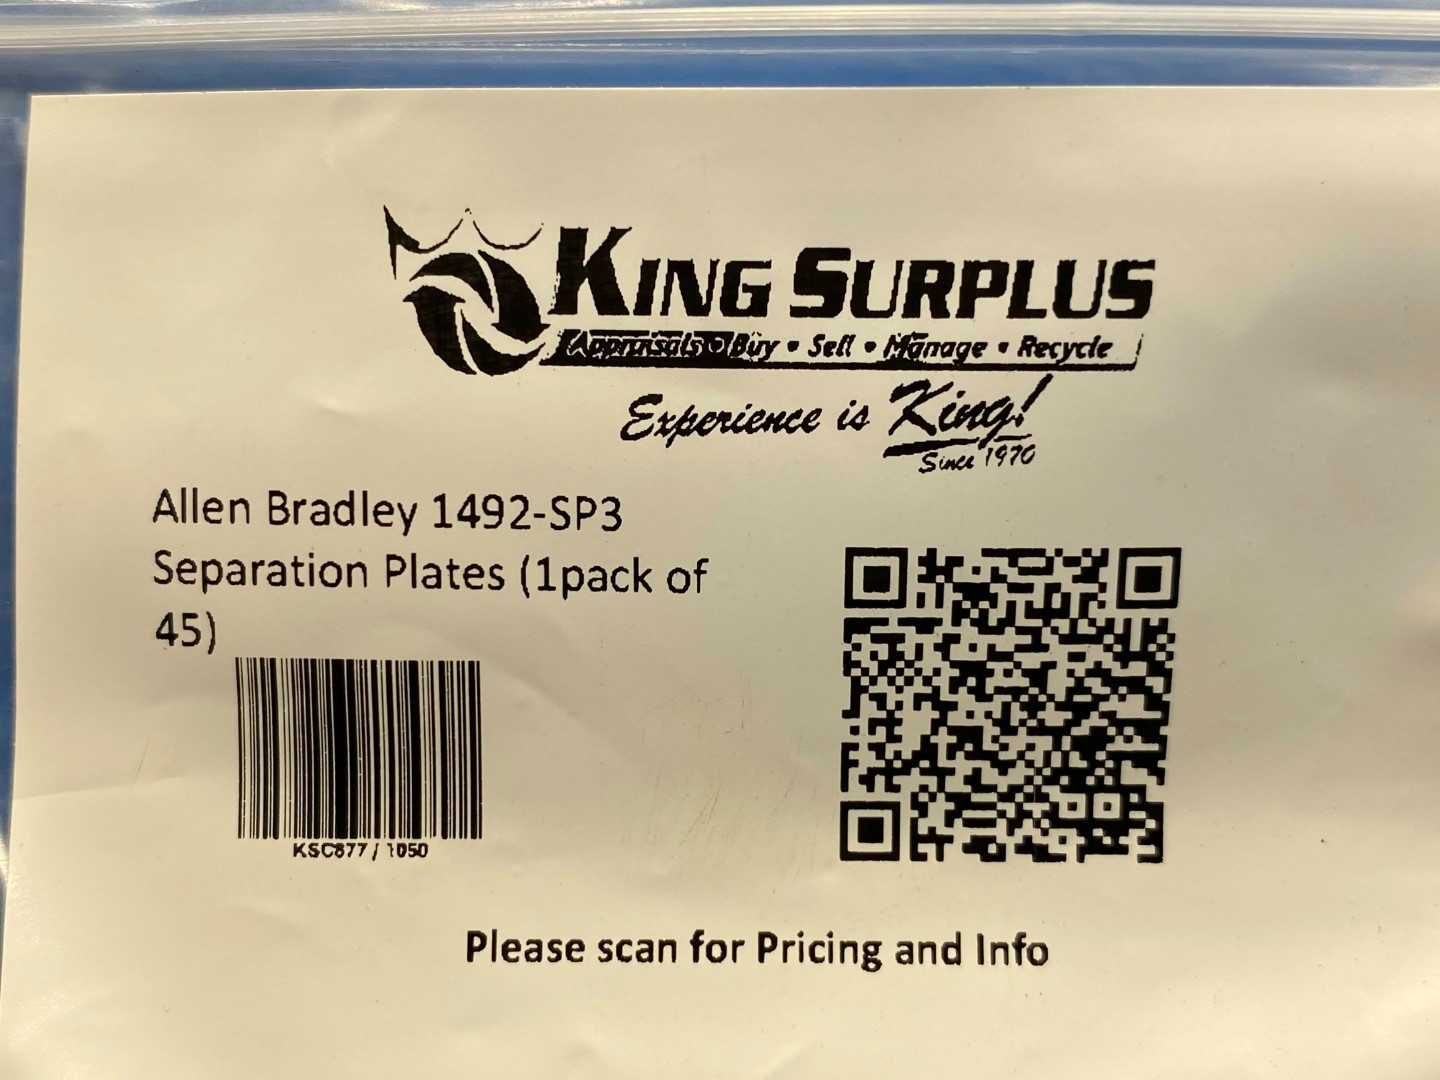 KING SURPLUS
Appraisals • Buy • Sell • Manage • Recycle
Experience is King!
Since 1970
Allen Bradley 1492-SP3
Separation Plates (1pack of
45)
KSC877 / 1050
Please scan for Pricing and Info